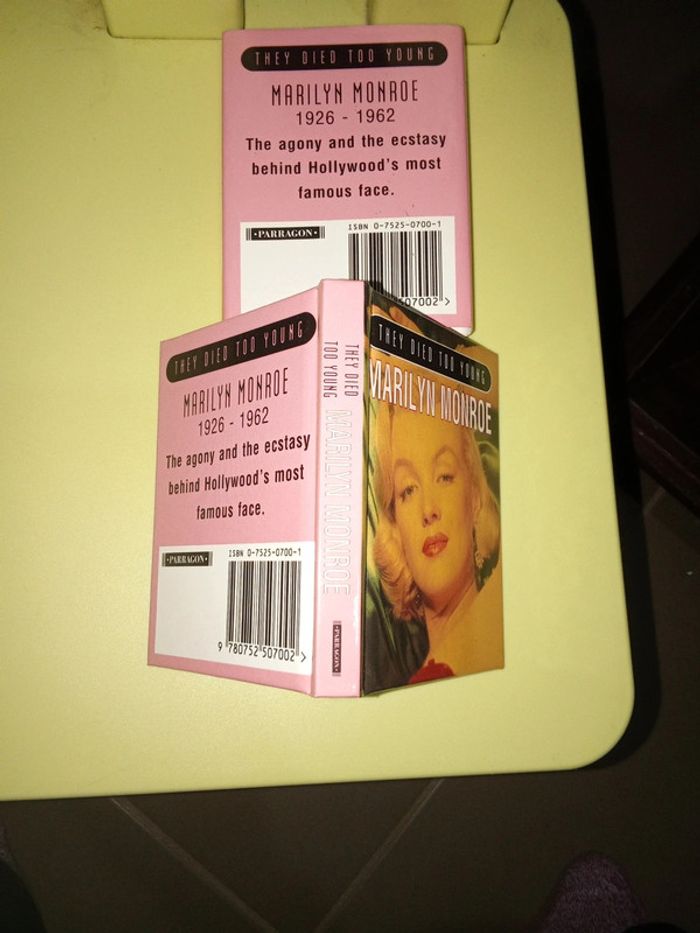 THEY DIED TOO YOUNG
MARILYN MONROE
1926 - 1962
The agony and the ecstasy
behind Hollywood's most
famous face.
·PARRAGON·
ISBN 0-7525-0700-1
07002 >
THEY DIED TOO YOUNG
MARILYN MONROE
1926 - 1962
The agony and the ecstasy
behind Hollywood's most
famous face.
·PARRAGON·
ISBN 0-7525-0700-1
9 780752 507002 >
THEY DIED
TOO YOUNG
MARILYN MONROE
·PARRAGON·
THEY DIED TOO YOUNG
MARILYN MONROE